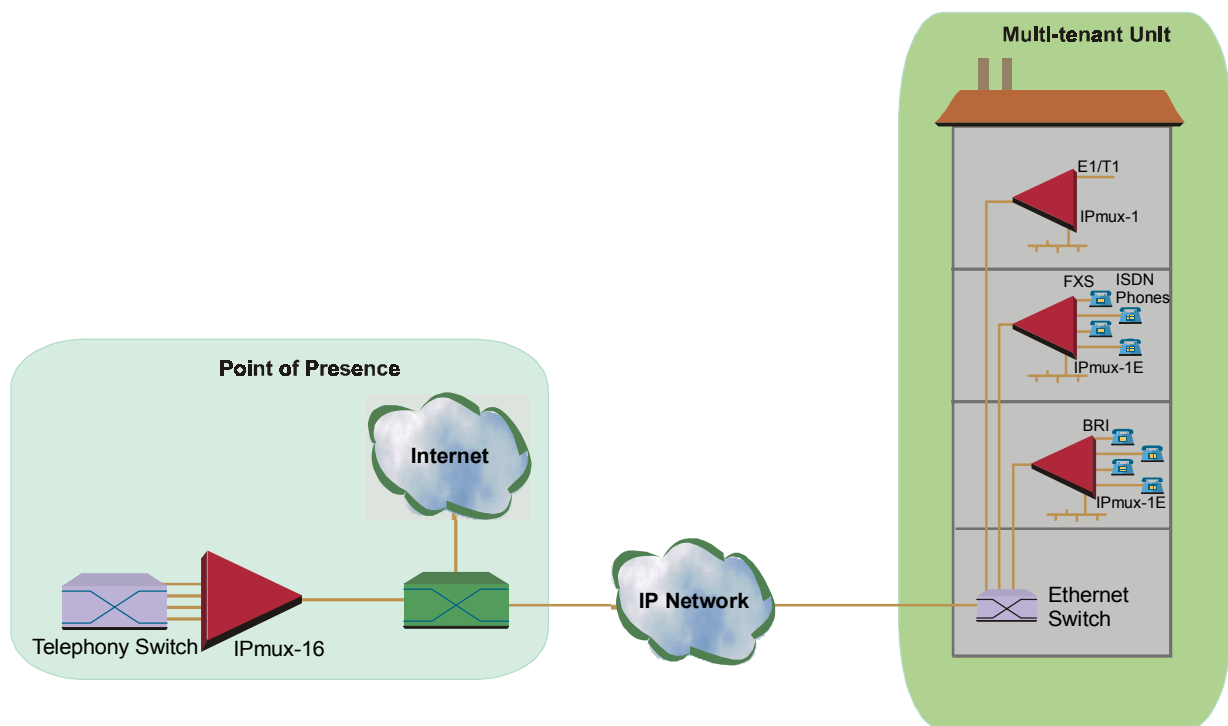 Multi-tenant Unit
E1/T1
IPmux-1
FXS
ISDN
Phones
IPmux-1E
BRI
IPmux-1E
Ethernet
Switch
Point of Presence
Internet
Telephony Switch
IPmux-16
IP Network